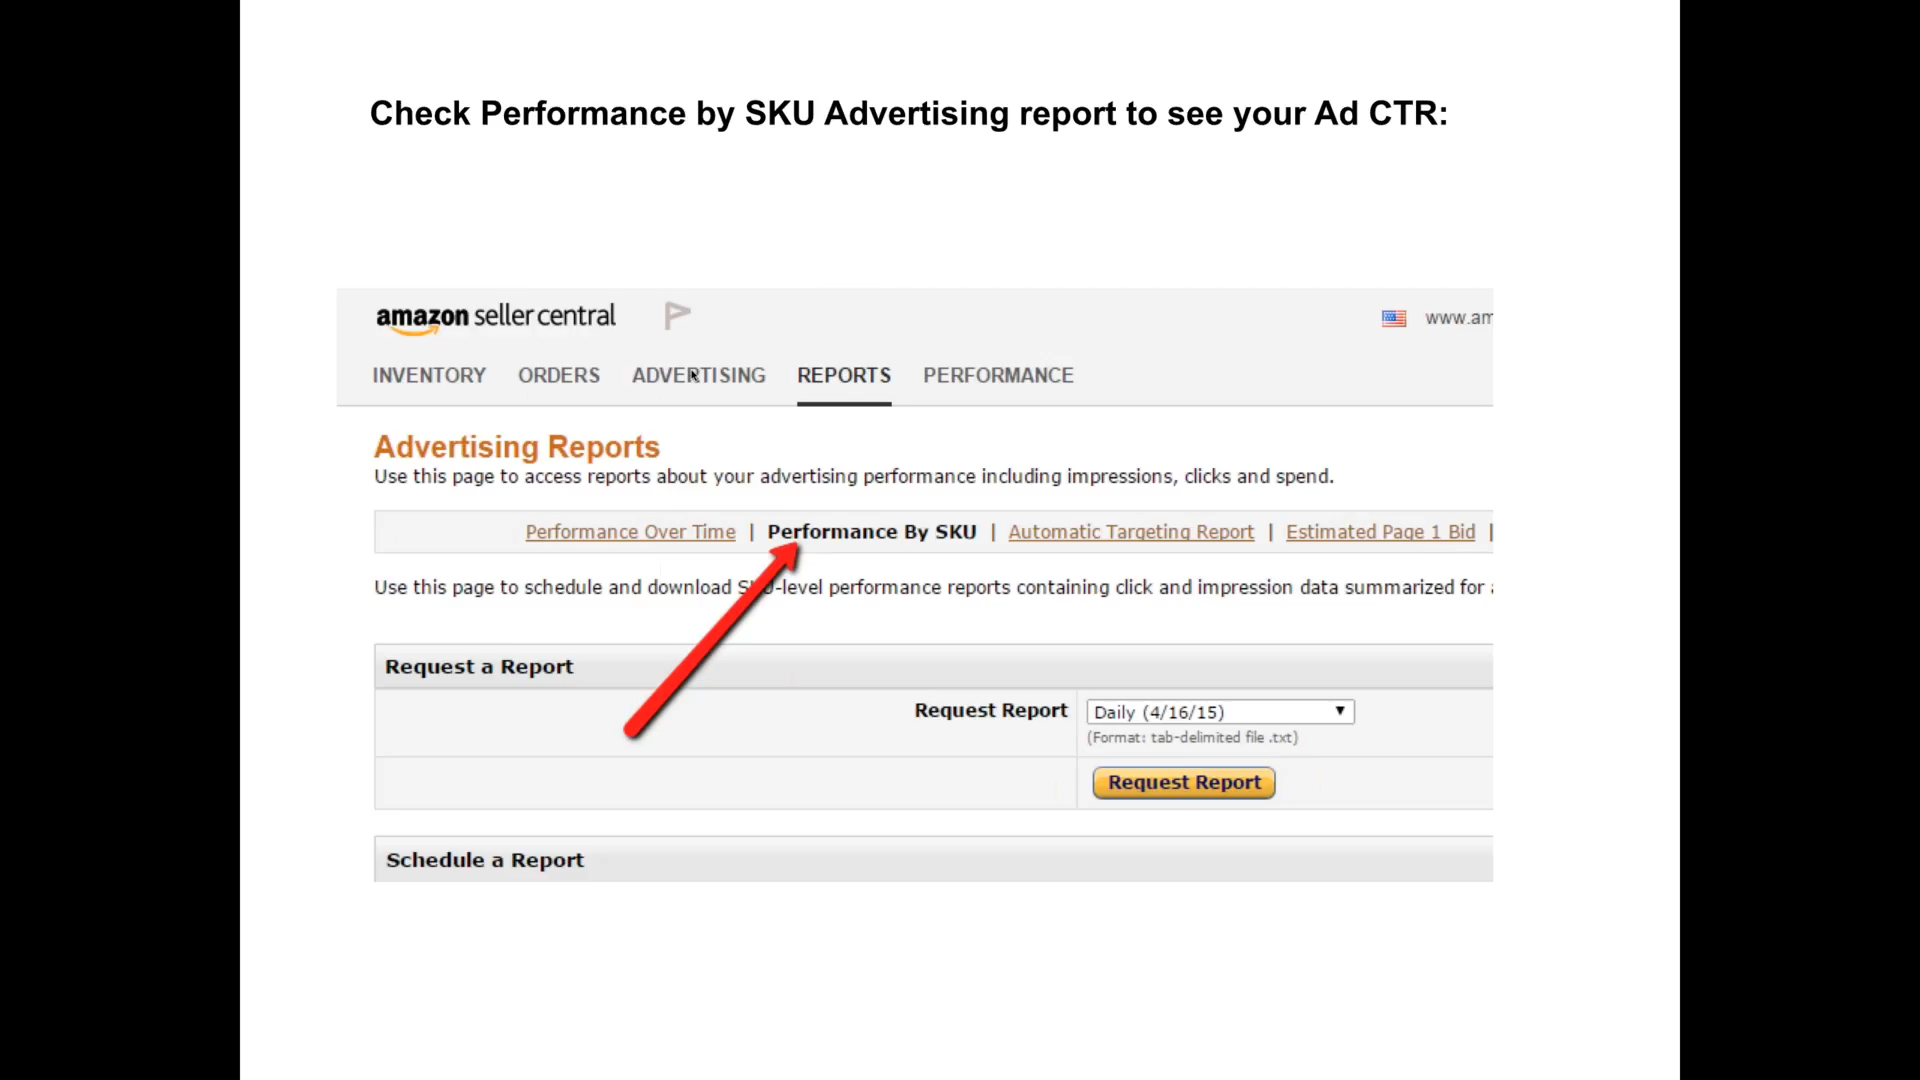 Check Performance by SKU Advertising report to see your Ad CTR:
amazon seller central
www.am
INVENTORY ORDERS ADVERTISING REPORTS PERFORMANCE
Advertising Reports
Use this page to access reports about your advertising performance including impressions, clicks and spend.
Performance Over Time | Performance By SKU | Automatic Targeting Report | Estimated Page 1 Bid |
Use this page to schedule and download SKU-level performance reports containing click and impression data summarized for
Request a Report
Request Report Daily (4/16/15)
(Format: tab-delimited file .txt)
Request Report
Schedule a Report